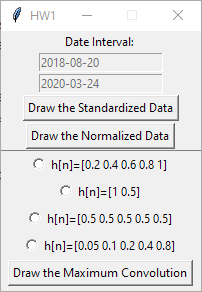 HW1
Date Interval:
2018-08-20
2020-03-24
Draw the Standardized Data
Draw the Normalized Data
h[n]=[0.2 0.4 0.6 0.8 1]
h[n]=[1 0.5]
h[n]=[0.5 0.5 0.5 0.5 0.5]
h[n]=[0.05 0.1 0.2 0.4 0.8]
Draw the Maximum Convolution